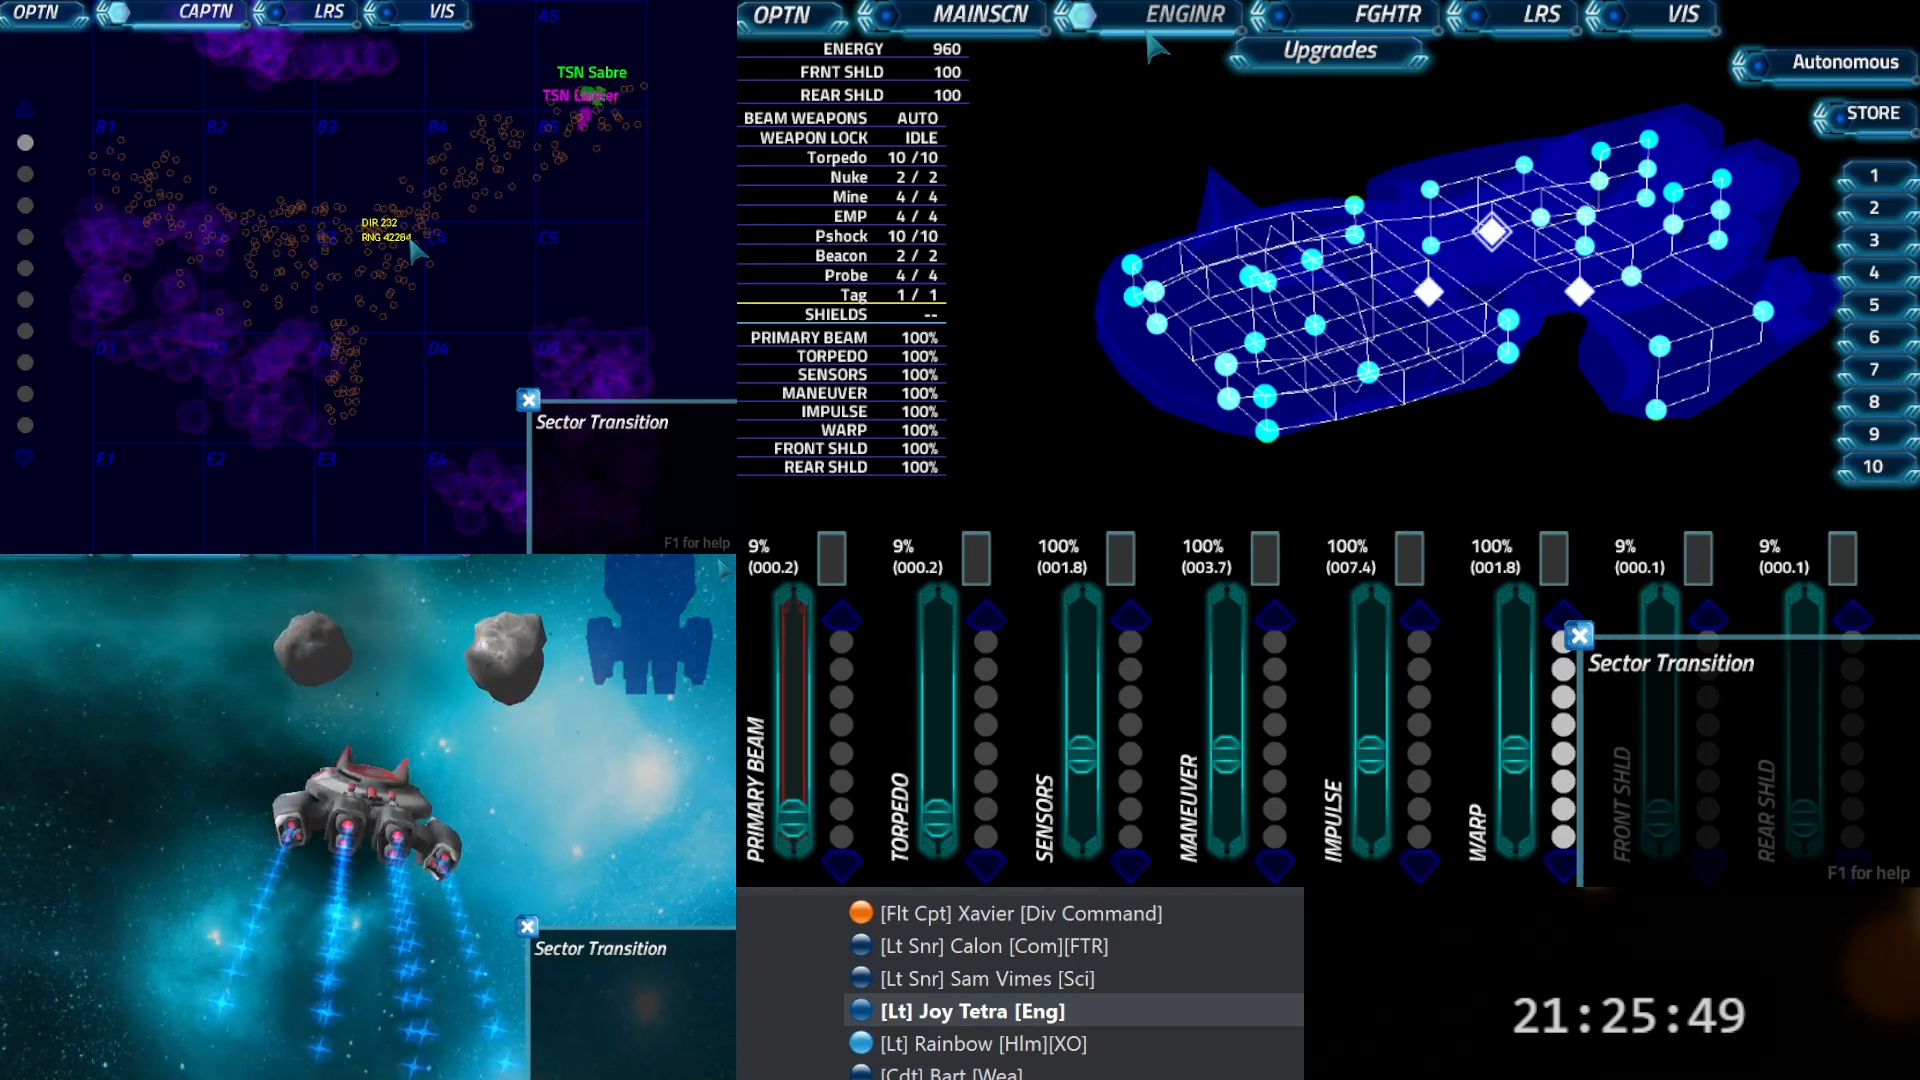 OPTN CAPTN LRS VIS
A5
TSN Sabre
TSN Lancer
B1 B2 B3 B4 B5
DIR 232
RNG 42284
C5
D1 D2 D4 D5
E1 E2 E3 E4
Sector Transition
F1 for help
OPTN MAINSCN ENGINR FGHTR LRS VIS
Upgrades
Autonomous
STORE
1
2
3
4
5
6
7
8
9
10
ENERGY 960
FRNT SHLD 100
REAR SHLD 100
BEAM WEAPONS AUTO
WEAPON LOCK IDLE
Torpedo 10 /10
Nuke 2 / 2
Mine 4 / 4
EMP 4 / 4
Pshock 10 /10
Beacon 2 / 2
Probe 4 / 4
Tag 1 / 1
SHIELDS --
PRIMARY BEAM 100%
TORPEDO 100%
SENSORS 100%
MANEUVER 100%
IMPULSE 100%
WARP 100%
FRONT SHLD 100%
REAR SHLD 100%
9% 9% 100% 100% 100% 100% 9% 9%
(000.2) (000.2) (001.8) (003.7) (007.4) (001.8) (000.1) (000.1)
PRIMARY BEAM
TORPEDO
SENSORS
MANEUVER
IMPULSE
WARP
FRONT SHLD
REAR SHLD
Sector Transition
F1 for help
Sector Transition
[Flt Cpt] Xavier [Div Command]
[Lt Snr] Calon [Com][FTR]
[Lt Snr] Sam Vimes [Sci]
[Lt] Joy Tetra [Eng]
[Lt] Rainbow [Hlm][XO]
[Cdt] Bart [Wea]
21:25:49